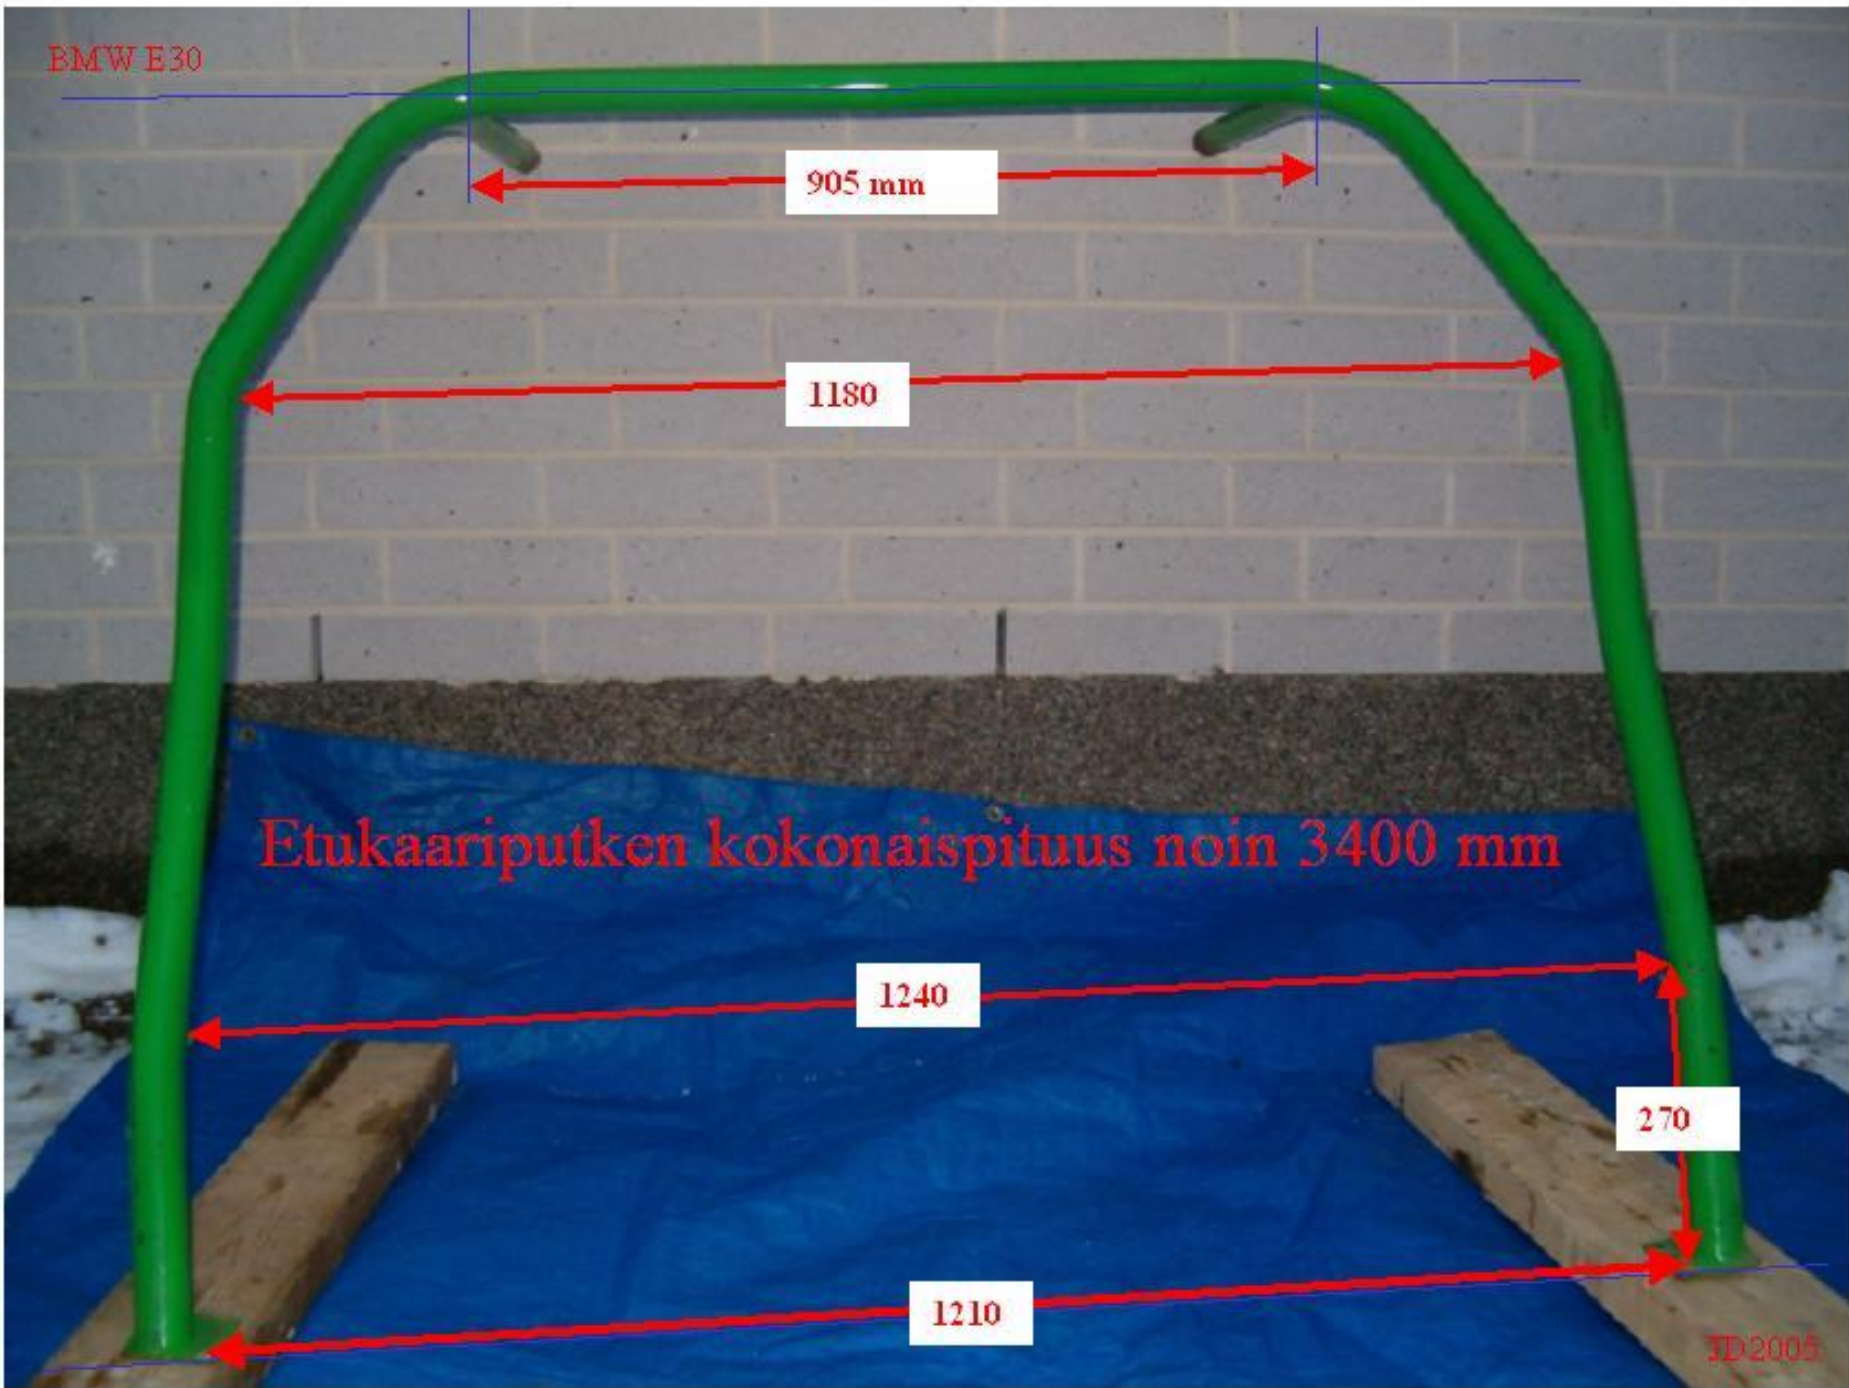 BMW E30
905 mm
1180
Etukaariputken kokonaispituus noin 3400 mm
1240
270
1210
JD2005